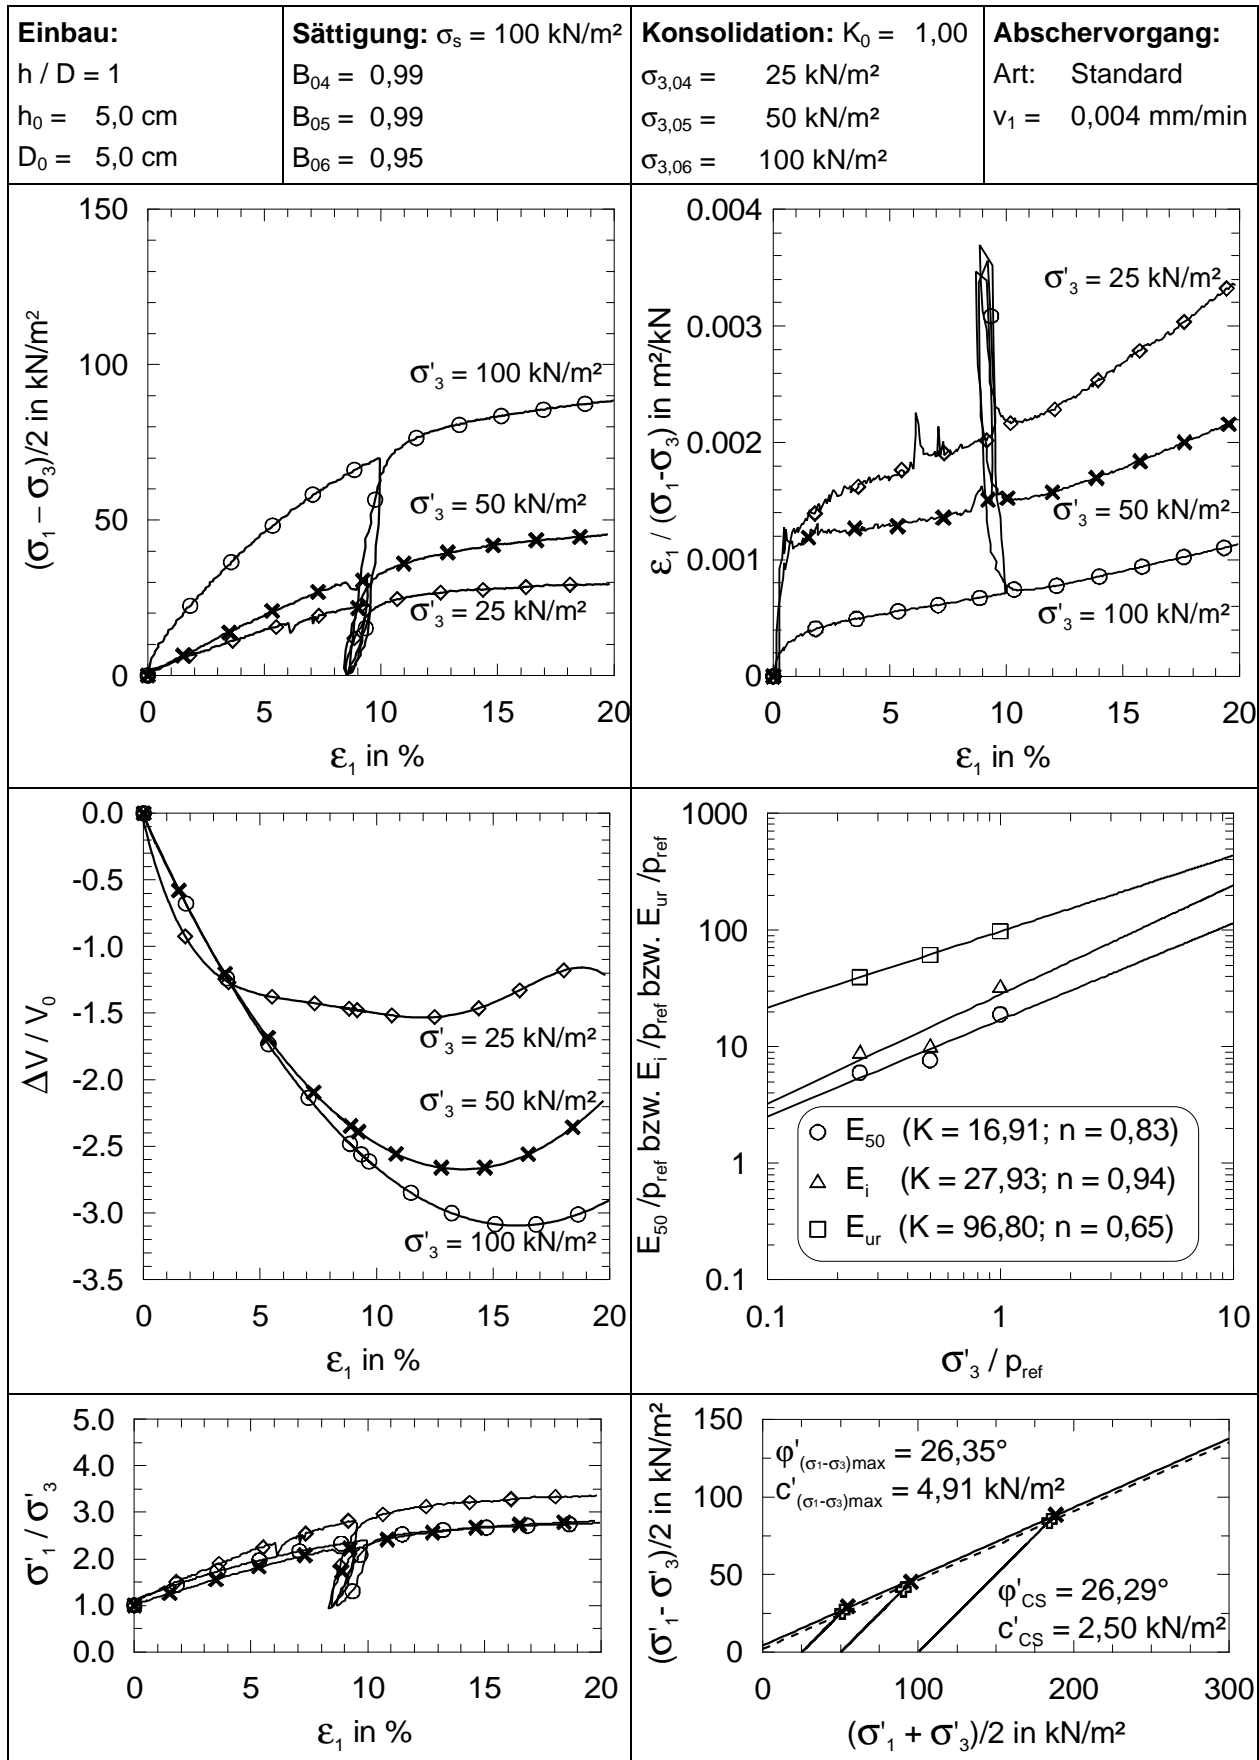 Einbau:
h / D = 1
h₀ = 5,0 cm
D₀ = 5,0 cm
Sättigung: σₛ = 100 kN/m²
B₀₄ = 0,99
B₀₅ = 0,99
B₀₆ = 0,95
Konsolidation: K₀ = 1,00
σ₃,₀₄ = 25 kN/m²
σ₃,₀₅ = 50 kN/m²
σ₃,₀₆ = 100 kN/m²
Abschervorgang:
Art: Standard
v₁ = 0,004 mm/min
(σ₁ – σ₃)/2 in kN/m²
150
100
50
0
σ'₃ = 100 kN/m²
σ'₃ = 50 kN/m²
σ'₃ = 25 kN/m²
0 5 10 15 20
ε₁ in %
ε₁ / (σ₁-σ₃) in m²/kN
0.004
0.003
0.002
0.001
0
σ'₃ = 25 kN/m²
σ'₃ = 50 kN/m²
σ'₃ = 100 kN/m²
0 5 10 15 20
ε₁ in %
ΔV / V₀
0.0
-0.5
-1.0
-1.5
-2.0
-2.5
-3.0
-3.5
σ'₃ = 25 kN/m²
σ'₃ = 50 kN/m²
σ'₃ = 100 kN/m²
0 5 10 15 20
ε₁ in %
E₅₀ /p_ref bzw. E_i /p_ref bzw. E_ur /p_ref
1000
100
10
1
0.1
E₅₀ (K = 16,91; n = 0,83)
E_i (K = 27,93; n = 0,94)
E_ur (K = 96,80; n = 0,65)
0.1 1 10
σ'₃ / p_ref
σ'₁ / σ'₃
5.0
4.0
3.0
2.0
1.0
0.0
0 5 10 15 20
ε₁ in %
(σ'₁- σ'₃)/2 in kN/m²
150
100
50
0
φ'(σ₁-σ₃)max = 26,35°
c'(σ₁-σ₃)max = 4,91 kN/m²
φ'CS = 26,29°
c'CS = 2,50 kN/m²
0 100 200 300
(σ'₁ + σ'₃)/2 in kN/m²